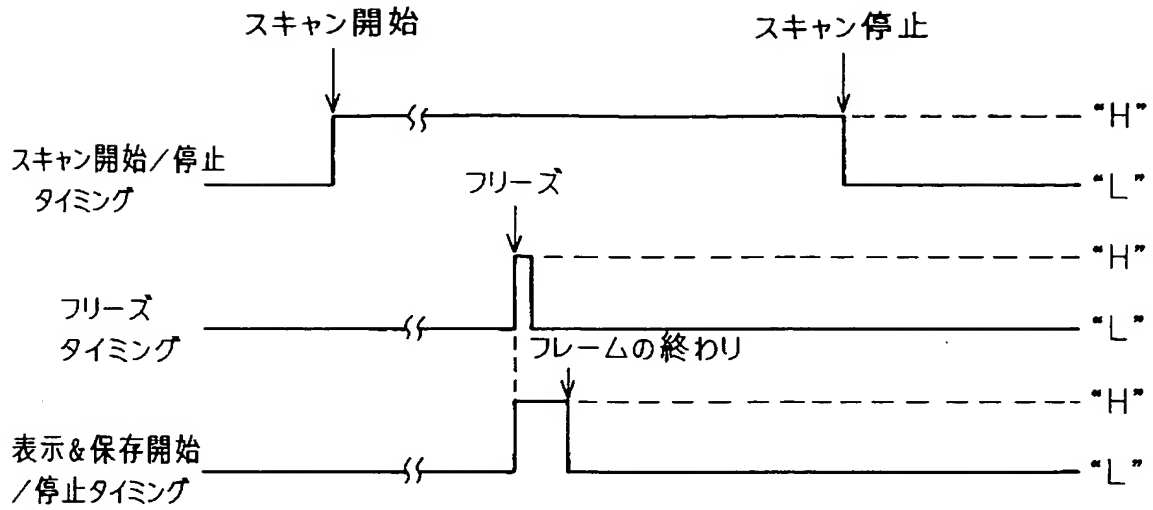 スキャン開始
スキャン停止
“H”
スキャン開始／停止
タイミング
“L”
フリーズ
“H”
フリーズ
タイミング
“L”
フレームの終わり
“H”
表示&保存開始
／停止タイミング
“L”